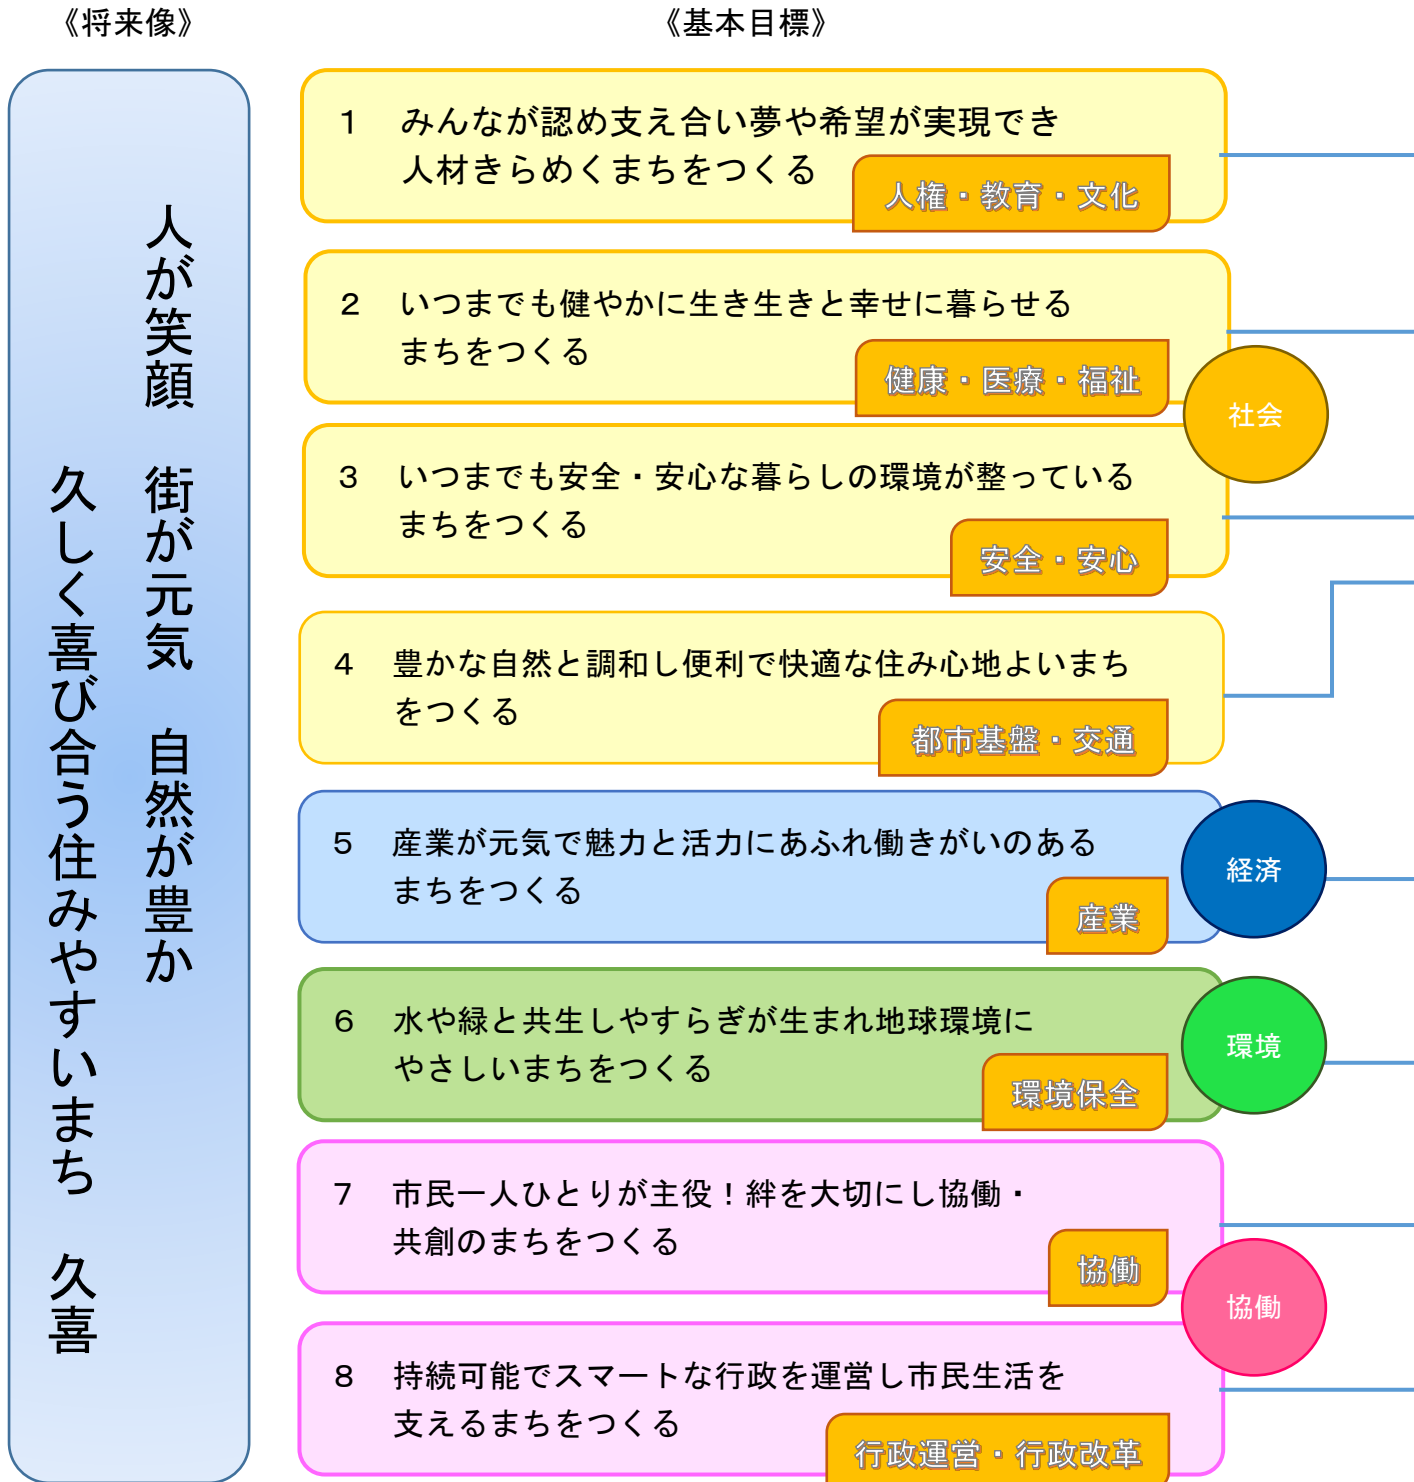 《将来像》
《基本目標》
人が笑顔　街が元気　自然が豊か
久しく喜び合う住みやすいまち　久喜
１　みんなが認め支え合い夢や希望が実現でき
人材きらめくまちをつくる
人権・教育・文化
２　いつまでも健やかに生き生きと幸せに暮らせる
まちをつくる
健康・医療・福祉
社会
３　いつまでも安全・安心な暮らしの環境が整っている
まちをつくる
安全・安心
４　豊かな自然と調和し便利で快適な住み心地よいまち
をつくる
都市基盤・交通
５　産業が元気で魅力と活力にあふれ働きがいのある
まちをつくる
産業
経済
６　水や緑と共生しやすらぎが生まれ地球環境に
やさしいまちをつくる
環境保全
環境
７　市民一人ひとりが主役！絆を大切にし協働・
共創のまちをつくる
協働
協働
８　持続可能でスマートな行政を運営し市民生活を
支えるまちをつくる
行政運営・行政改革